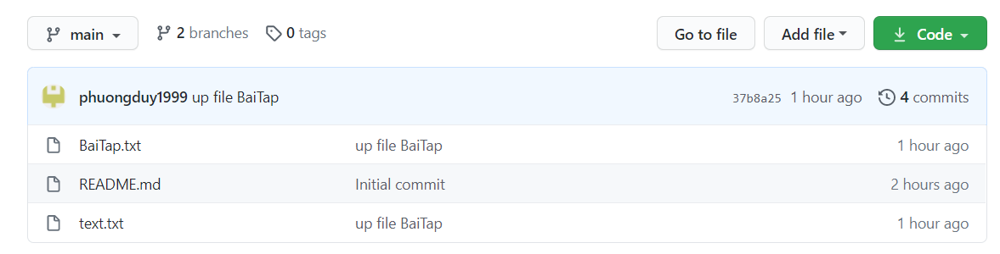 main 2 branches 0 tags Go to file Add file Code
phuongduy1999 up file BaiTap 37b8a25 1 hour ago 4 commits
BaiTap.txt up file BaiTap 1 hour ago
README.md Initial commit 2 hours ago
text.txt up file BaiTap 1 hour ago